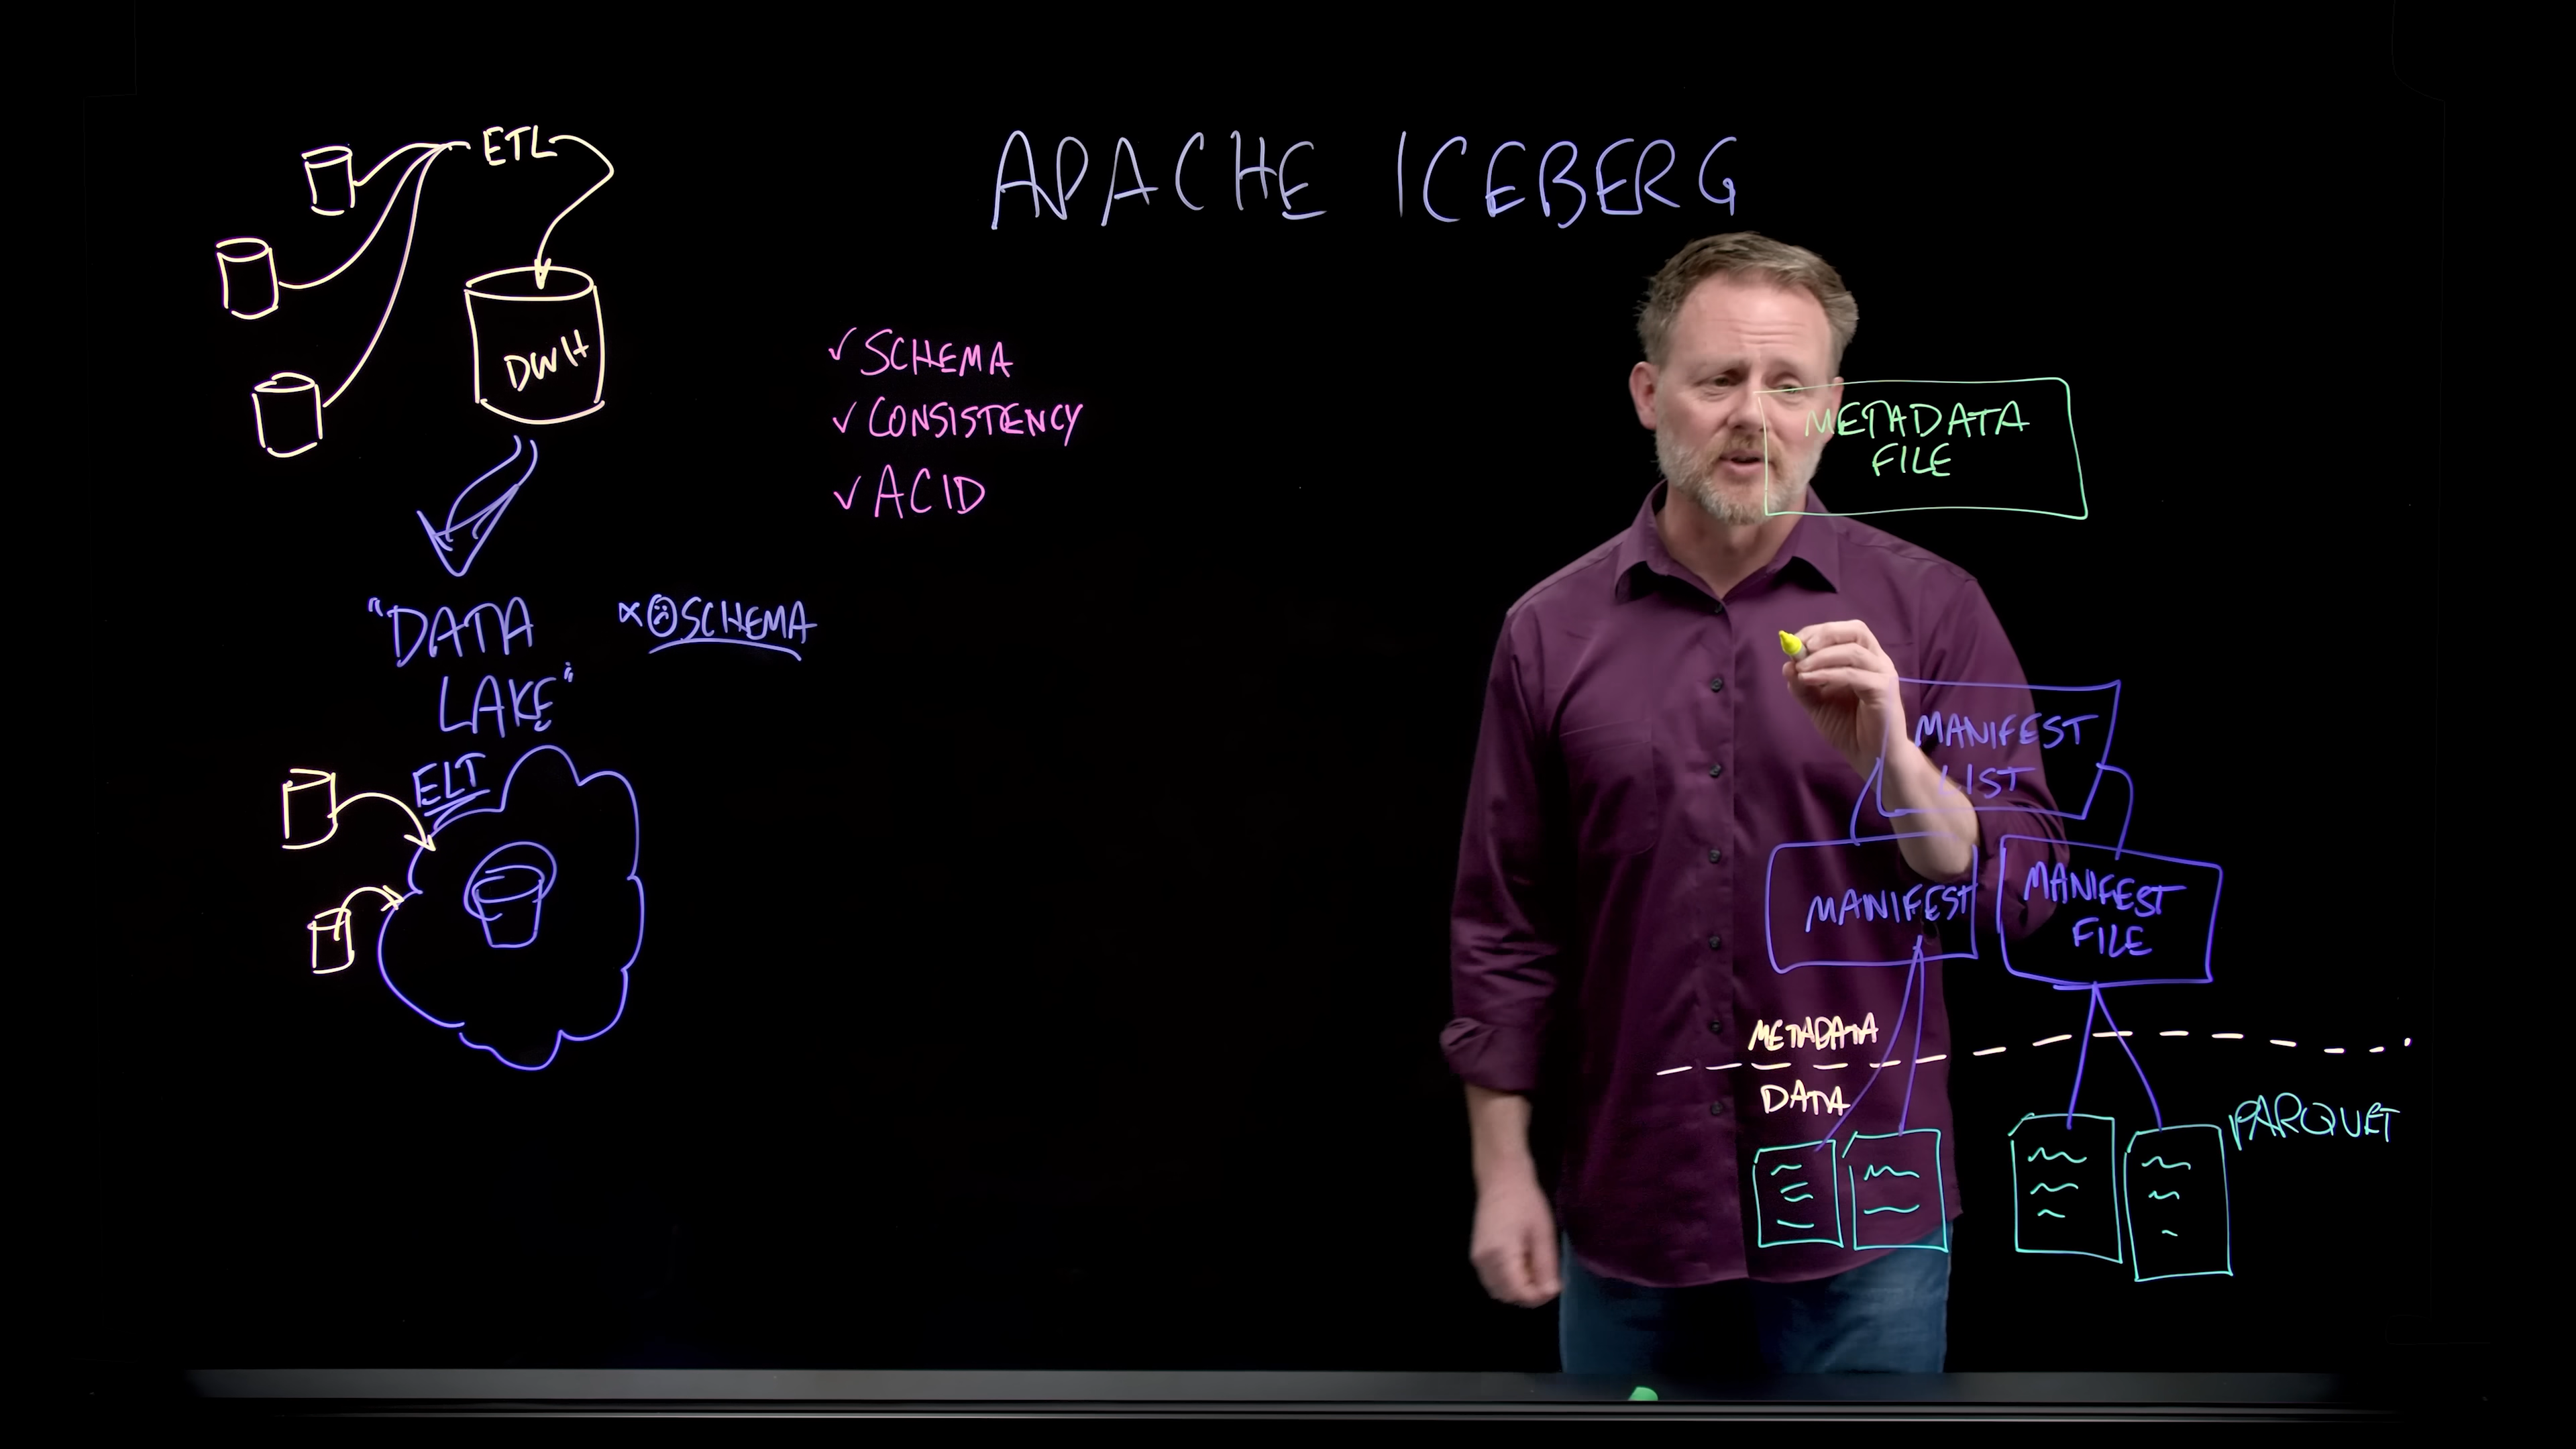 APACHE ICEBERG
ETL
DWH
✓ SCHEMA
✓ CONSISTENCY
✓ ACID
"DATA
LAKE"
x☹SCHEMA
ELT
METADATA
FILE
MANIFEST
LIST
MANIFEST
MANIFEST
FILE
METADATA
DATA
PARQUET